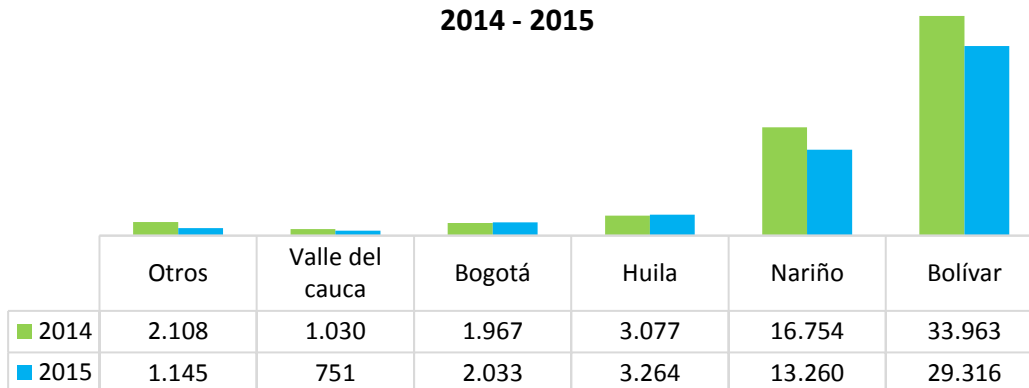 2014 - 2015
Otros Valle del cauca Bogotá Huila Nariño Bolívar
2014 2.108 1.030 1.967 3.077 16.754 33.963
2015 1.145 751 2.033 3.264 13.260 29.316